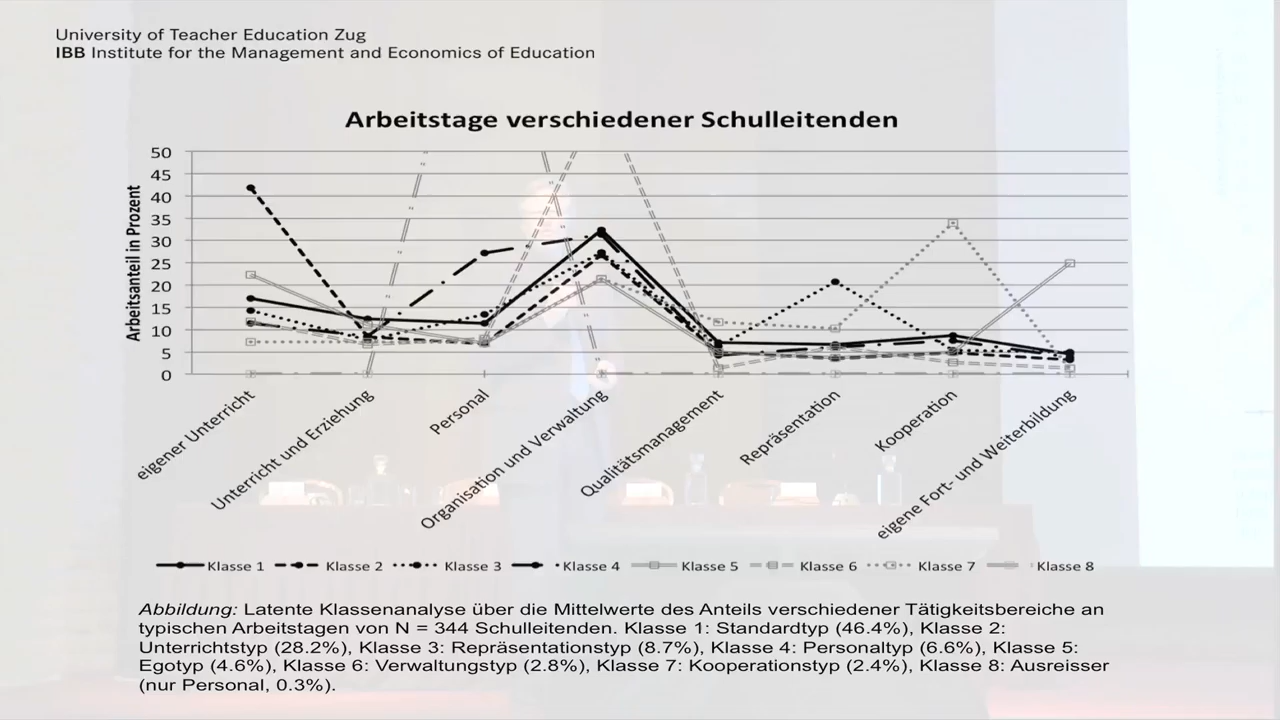 University of Teacher Education Zug
IBB Institute for the Management and Economics of Education
Arbeitstage verschiedener Schulleitenden
Arbeitsanteil in Prozent
50
45
40
35
30
25
20
15
10
5
0
eigener Unterricht
Unterricht und Erziehung
Personal
Organisation und Verwaltung
Qualitätsmanagement
Repräsentation
Kooperation
eigene Fort- und Weiterbildung
Klasse 1 Klasse 2 Klasse 3 Klasse 4 Klasse 5 Klasse 6 Klasse 7 Klasse 8
Abbildung: Latente Klassenanalyse über die Mittelwerte des Anteils verschiedener Tätigkeitsbereiche an
typischen Arbeitstagen von N = 344 Schulleitenden. Klasse 1: Standardtyp (46.4%), Klasse 2:
Unterrichtstyp (28.2%), Klasse 3: Repräsentationstyp (8.7%), Klasse 4: Personaltyp (6.6%), Klasse 5:
Egotyp (4.6%), Klasse 6: Verwaltungstyp (2.8%), Klasse 7: Kooperationstyp (2.4%), Klasse 8: Ausreisser
(nur Personal, 0.3%).